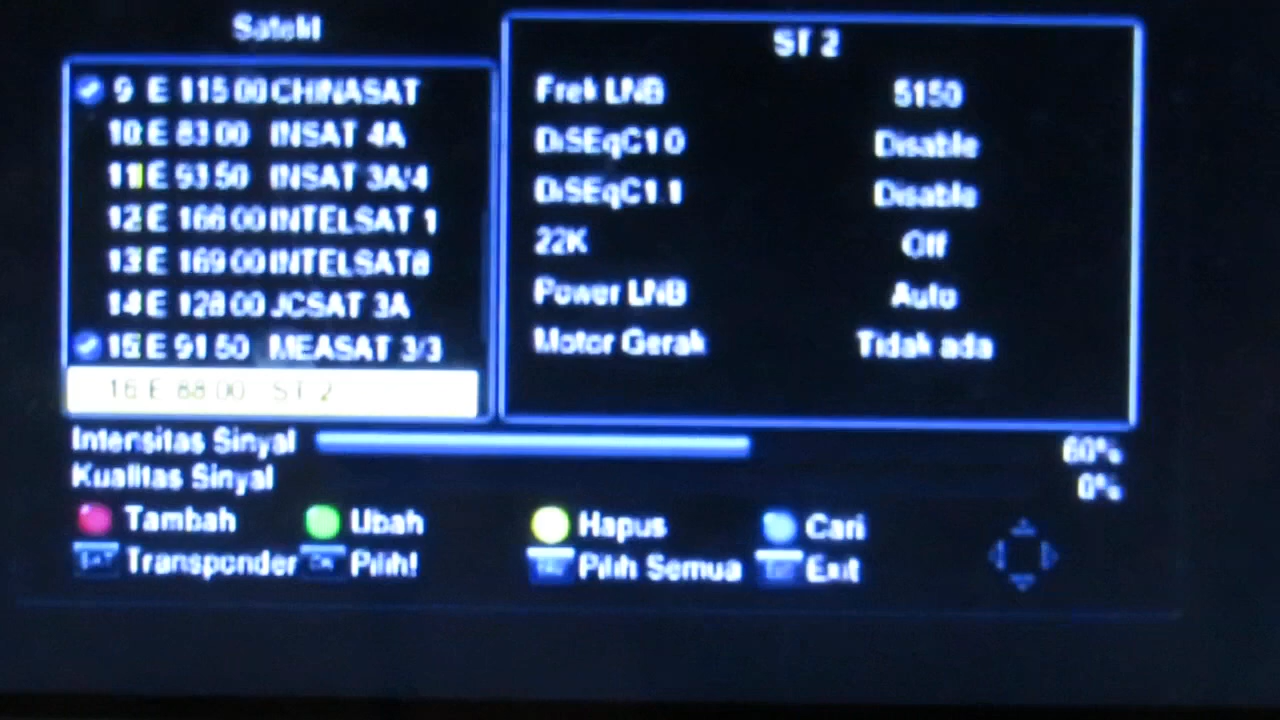 Satelit
9 E 115.00 CHINASAT
10 E 83.00 INSAT 4A
11 E 93.50 INSAT 3A/4
12 E 166.00 INTELSAT 1
13 E 169.00 INTELSAT8
14 E 128.00 JCSAT 3A
15 E 91.50 MEASAT 3/3
16 E 88.00 ST 2
ST 2
Frek LNB 5150
DiSEqC1.0 Disable
DiSEqC1.1 Disable
22K Off
Power LNB Auto
Motor Gerak Tidak ada
Intensitas Sinyal 60%
Kualitas Sinyal 0%
Tambah Ubah Hapus Cari
Transponder OK Pilih! Pilih Semua Exit